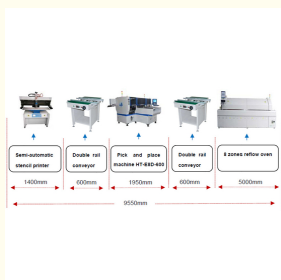 Semi-automatic
stencil printer
Double rail
conveyor
Pick and place
machine HT-E8D-600
Double rail
conveyor
8 zones reflow oven
1400mm
600mm
1950mm
600mm
5000mm
9550mm